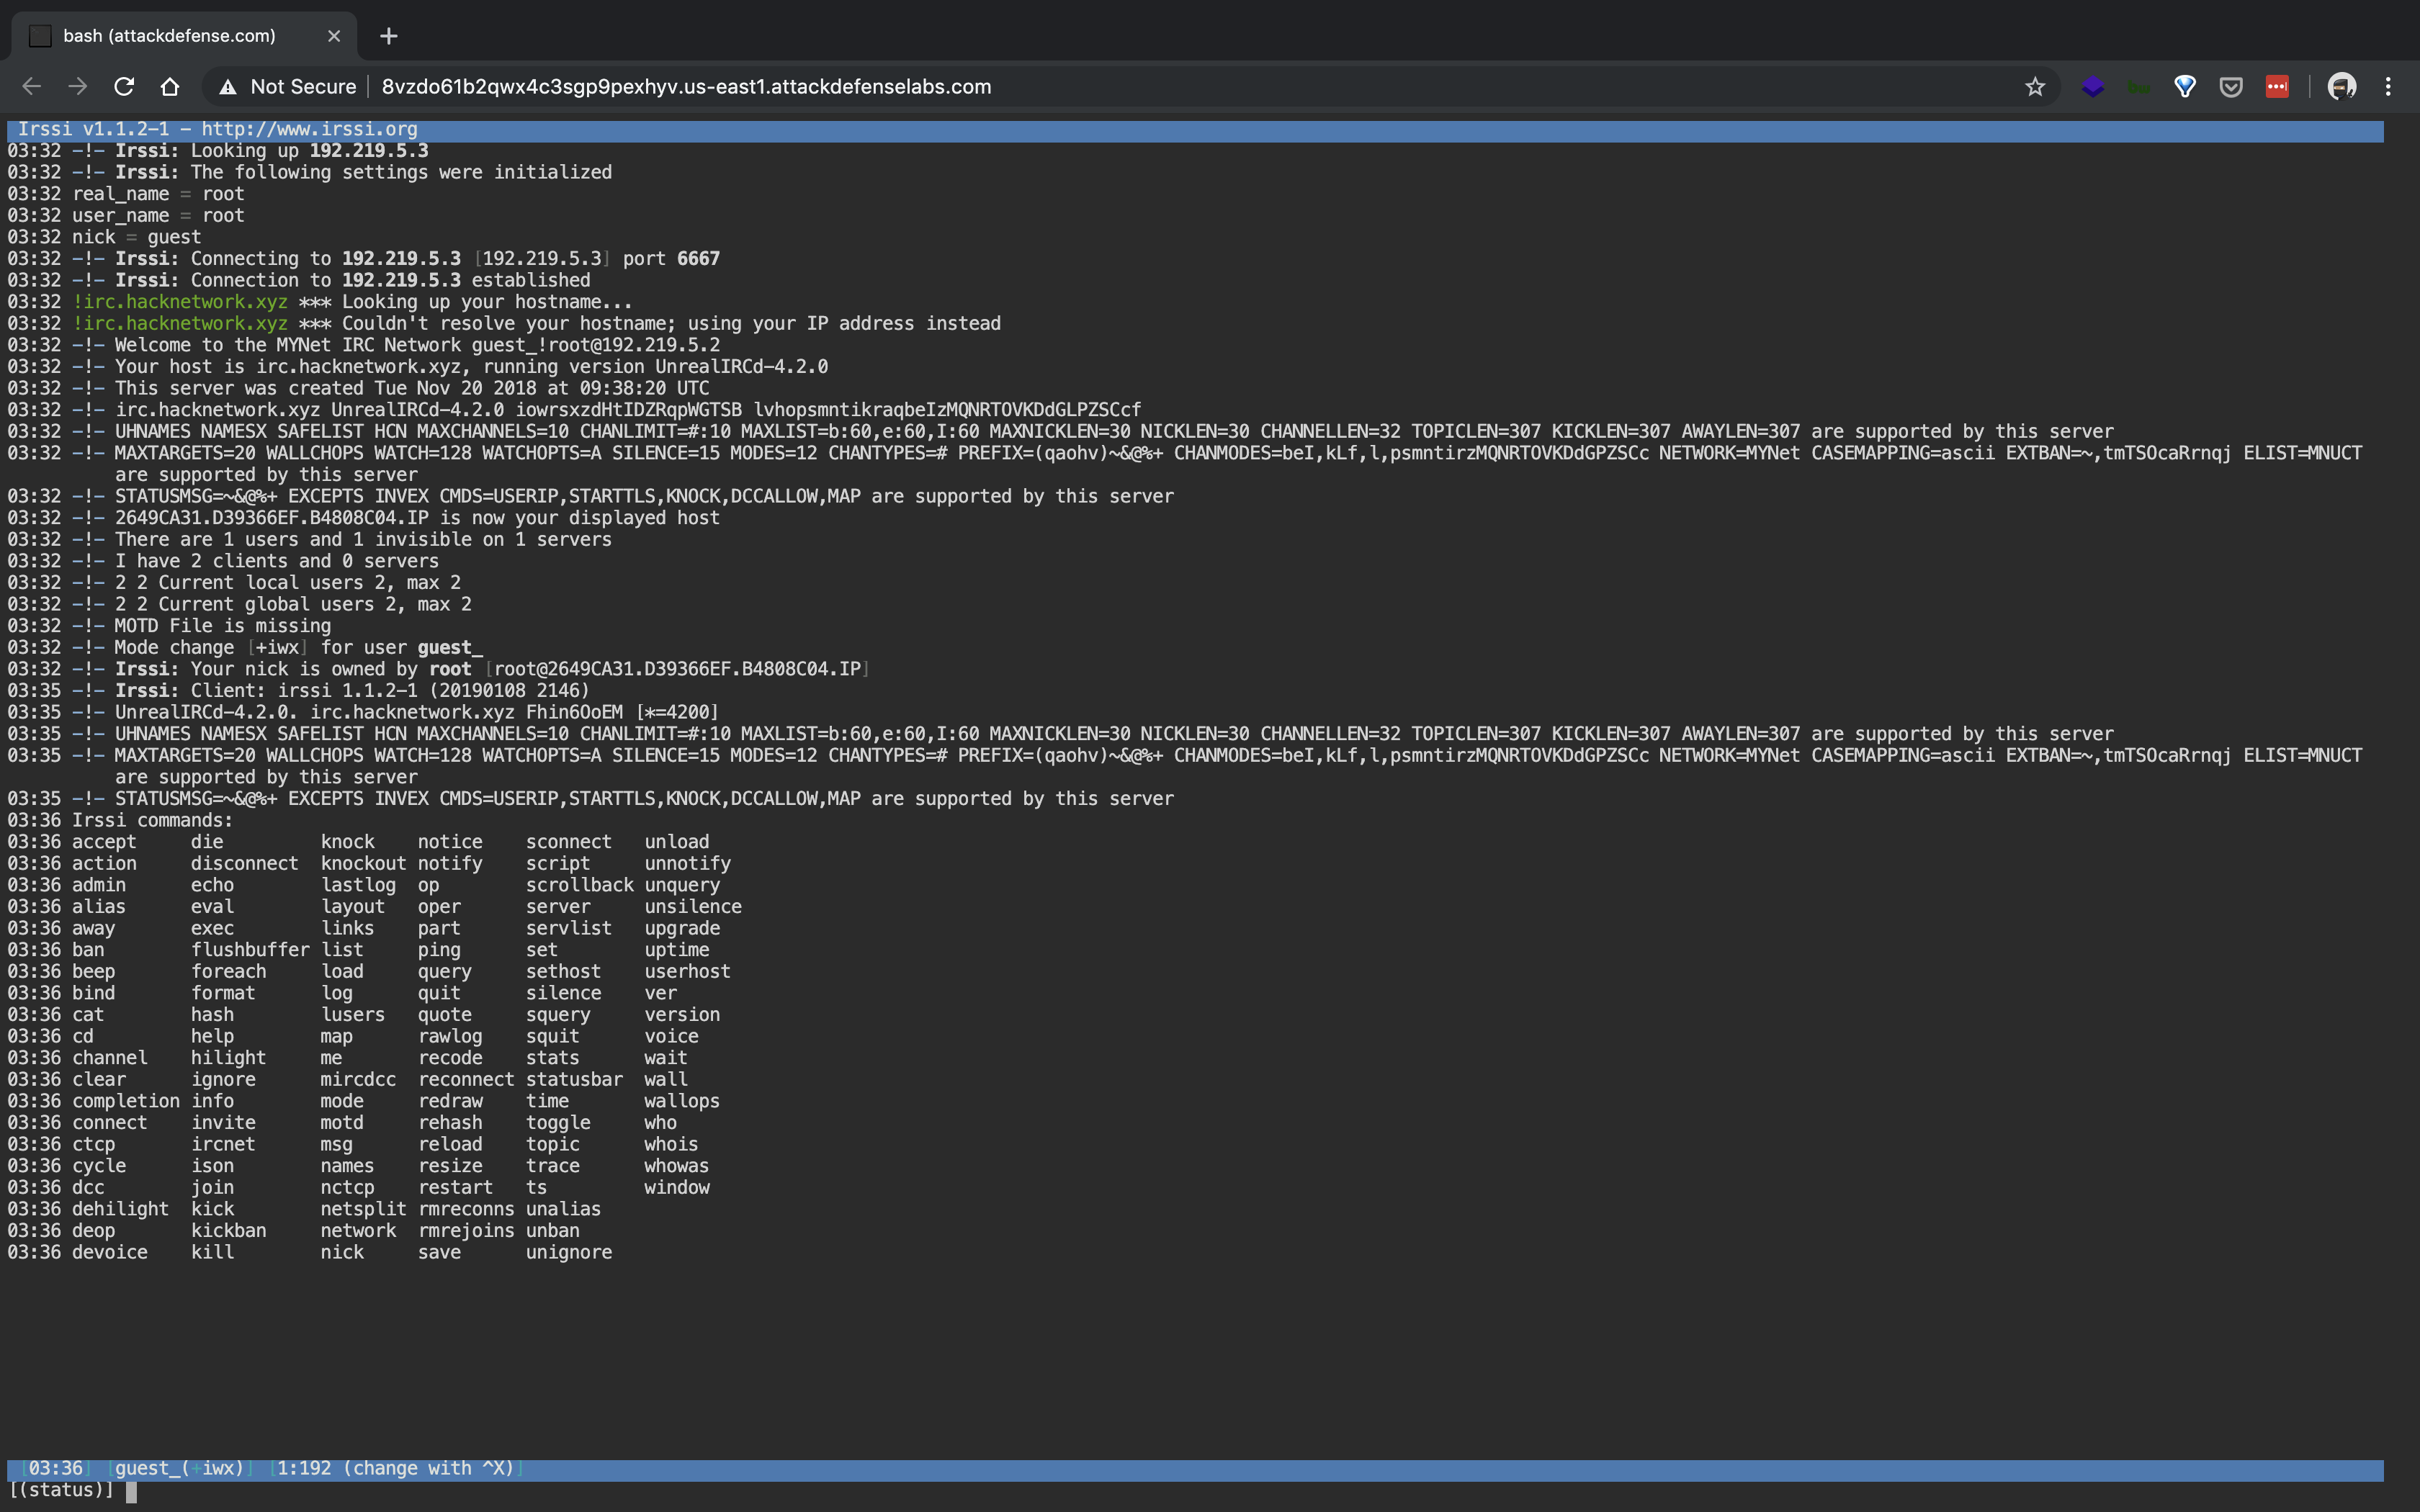 bash (attackdefense.com)
Not Secure 8vzdo61b2qwx4c3sgp9pexhyv.us-east1.attackdefenselabs.com
Irssi v1.1.2-1 - http://www.irssi.org
03:32 -!- Irssi: Looking up 192.219.5.3
03:32 -!- Irssi: The following settings were initialized
03:32 real_name = root
03:32 user_name = root
03:32 nick = guest
03:32 -!- Irssi: Connecting to 192.219.5.3 [192.219.5.3] port 6667
03:32 -!- Irssi: Connection to 192.219.5.3 established
03:32 !irc.hacknetwork.xyz *** Looking up your hostname...
03:32 !irc.hacknetwork.xyz *** Couldn't resolve your hostname; using your IP address instead
03:32 -!- Welcome to the MYNet IRC Network guest_!root@192.219.5.2
03:32 -!- Your host is irc.hacknetwork.xyz, running version UnrealIRCd-4.2.0
03:32 -!- This server was created Tue Nov 20 2018 at 09:38:20 UTC
03:32 -!- irc.hacknetwork.xyz UnrealIRCd-4.2.0 iowrsxzdHtIDZRqpWGTSB lvhopsmntikraqbeIzMQNRTOVKDdGLPZSCcf
03:32 -!- UHNAMES NAMESX SAFELIST HCN MAXCHANNELS=10 CHANLIMIT=#:10 MAXLIST=b:60,e:60,I:60 MAXNICKLEN=30 NICKLEN=30 CHANNELLEN=32 TOPICLEN=307 KICKLEN=307 AWAYLEN=307 are supported by this server
03:32 -!- MAXTARGETS=20 WALLCHOPS WATCH=128 WATCHOPTS=A SILENCE=15 MODES=12 CHANTYPES=# PREFIX=(qaohv)~&@%+ CHANMODES=beI,kLf,l,psmntirzMQNRTOVKDdGPZSCc NETWORK=MYNet CASEMAPPING=ascii EXTBAN=~,tmTSOcaRrnqj ELIST=MNUCT
are supported by this server
03:32 -!- STATUSMSG=~&@%+ EXCEPTS INVEX CMDS=USERIP,STARTTLS,KNOCK,DCCALLOW,MAP are supported by this server
03:32 -!- 2649CA31.D39366EF.B4808C04.IP is now your displayed host
03:32 -!- There are 1 users and 1 invisible on 1 servers
03:32 -!- I have 2 clients and 0 servers
03:32 -!- 2 2 Current local users 2, max 2
03:32 -!- 2 2 Current global users 2, max 2
03:32 -!- MOTD File is missing
03:32 -!- Mode change [+iwx] for user guest_
03:32 -!- Irssi: Your nick is owned by root [root@2649CA31.D39366EF.B4808C04.IP]
03:35 -!- Irssi: Client: irssi 1.1.2-1 (20190108 2146)
03:35 -!- UnrealIRCd-4.2.0. irc.hacknetwork.xyz Fhin6OoEM [*=4200]
03:35 -!- UHNAMES NAMESX SAFELIST HCN MAXCHANNELS=10 CHANLIMIT=#:10 MAXLIST=b:60,e:60,I:60 MAXNICKLEN=30 NICKLEN=30 CHANNELLEN=32 TOPICLEN=307 KICKLEN=307 AWAYLEN=307 are supported by this server
03:35 -!- MAXTARGETS=20 WALLCHOPS WATCH=128 WATCHOPTS=A SILENCE=15 MODES=12 CHANTYPES=# PREFIX=(qaohv)~&@%+ CHANMODES=beI,kLf,l,psmntirzMQNRTOVKDdGPZSCc NETWORK=MYNet CASEMAPPING=ascii EXTBAN=~,tmTSOcaRrnqj ELIST=MNUCT
are supported by this server
03:35 -!- STATUSMSG=~&@%+ EXCEPTS INVEX CMDS=USERIP,STARTTLS,KNOCK,DCCALLOW,MAP are supported by this server
03:36 Irssi commands:
03:36 accept die knock notice sconnect unload
03:36 action disconnect knockout notify script unnotify
03:36 admin echo lastlog op scrollback unquery
03:36 alias eval layout oper server unsilence
03:36 away exec links part servlist upgrade
03:36 ban flushbuffer list ping set uptime
03:36 beep foreach load query sethost userhost
03:36 bind format log quit silence ver
03:36 cat hash lusers quote squery version
03:36 cd help map rawlog squit voice
03:36 channel hilight me recode stats wait
03:36 clear ignore mircdcc reconnect statusbar wall
03:36 completion info mode redraw time wallops
03:36 connect invite motd rehash toggle who
03:36 ctcp ircnet msg reload topic whois
03:36 cycle ison names resize trace whowas
03:36 dcc join nctcp restart ts window
03:36 dehilight kick netsplit rmreconns unalias
03:36 deop kickban network rmrejoins unban
03:36 devoice kill nick save unignore
[03:36] [guest_(+iwx)] [1:192 (change with ^X)]
[(status)]